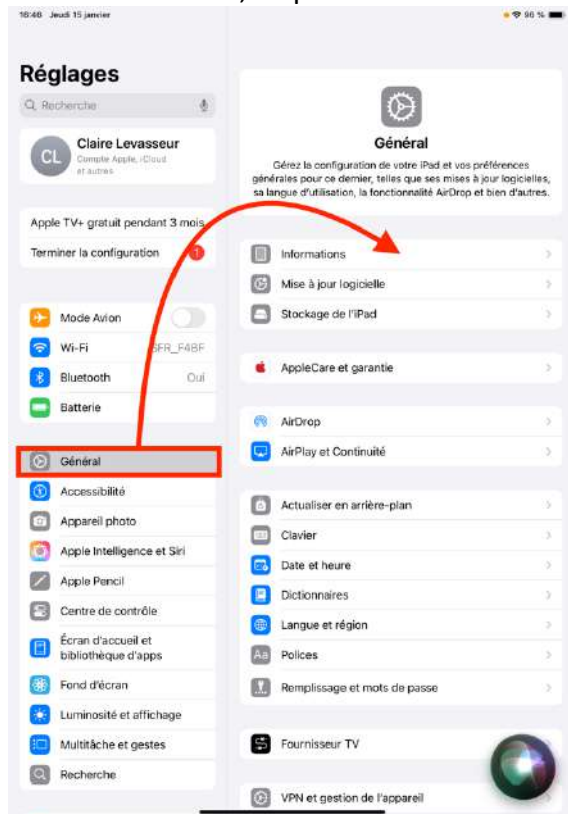 16:46 Jeudi 15 janvier
96 %
Réglages
Recherche
CL
Claire Levasseur
Compte Apple, iCloud
et autres
Apple TV+ gratuit pendant 3 mois
Terminer la configuration
1
Mode Avion
Wi-Fi
SFR_F4BF
Bluetooth
Oui
Batterie
Général
Accessibilité
Appareil photo
Apple Intelligence et Siri
Apple Pencil
Centre de contrôle
Écran d'accueil et
bibliothèque d'apps
Fond d'écran
Luminosité et affichage
Multitâche et gestes
Recherche
Général
Gérez la configuration de votre iPad et vos préférences
générales pour ce dernier, telles que ses mises à jour logicielles,
sa langue d'utilisation, la fonctionnalité AirDrop et bien d'autres.
Informations
Mise à jour logicielle
Stockage de l'iPad
AppleCare et garantie
AirDrop
AirPlay et Continuité
Actualiser en arrière-plan
Clavier
Date et heure
Dictionnaires
Langue et région
Aa
Polices
Remplissage et mots de passe
Fournisseur TV
VPN et gestion de l'appareil